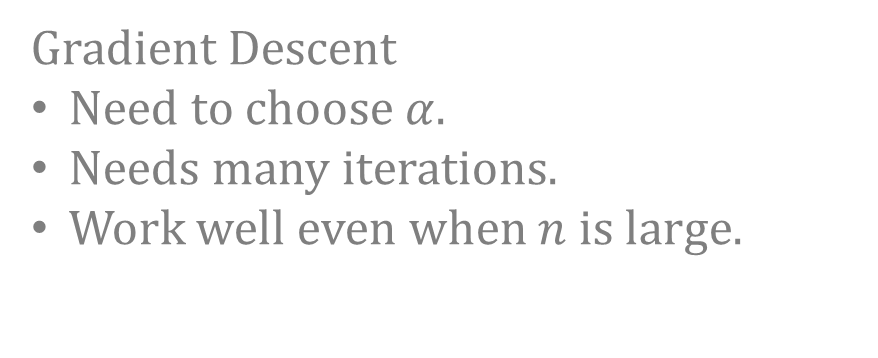 Gradient Descent
• Need to choose α.
• Needs many iterations.
• Work well even when n is large.